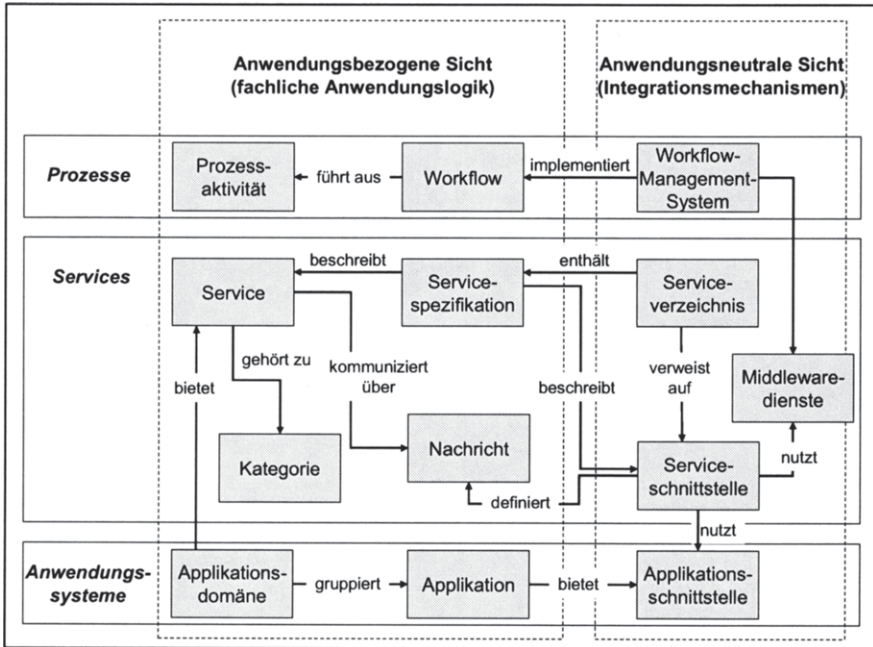 Anwendungsbezogene Sicht
(fachliche Anwendungslogik)
Anwendungsneutrale Sicht
(Integrationsmechanismen)
Prozesse
Prozess-
aktivität
führt aus
Workflow
implementiert
Workflow-
Management-
System
Services
Service
beschreibt
Service-
spezifikation
enthält
Service-
verzeichnis
bietet
gehört zu
kommuniziert
über
beschreibt
verweist
auf
Middleware-
dienste
Kategorie
Nachricht
definiert
Service-
schnittstelle
nutzt
nutzt
Anwendungs-
systeme
Applikations-
domäne
gruppiert
Applikation
bietet
Applikations-
schnittstelle